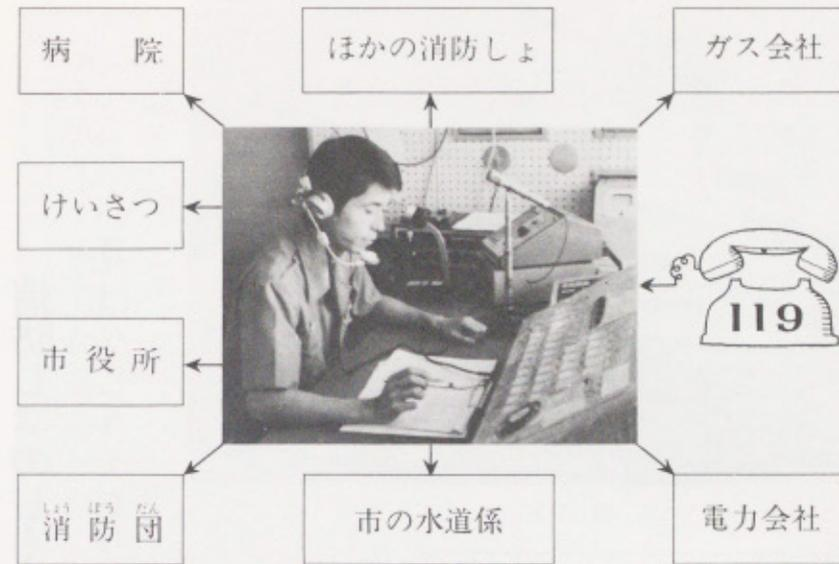 病院
ほかの消防しょ
ガス会社
けいさつ
119
市役所
しょうぼうだん
消防団
市の水道係
電力会社